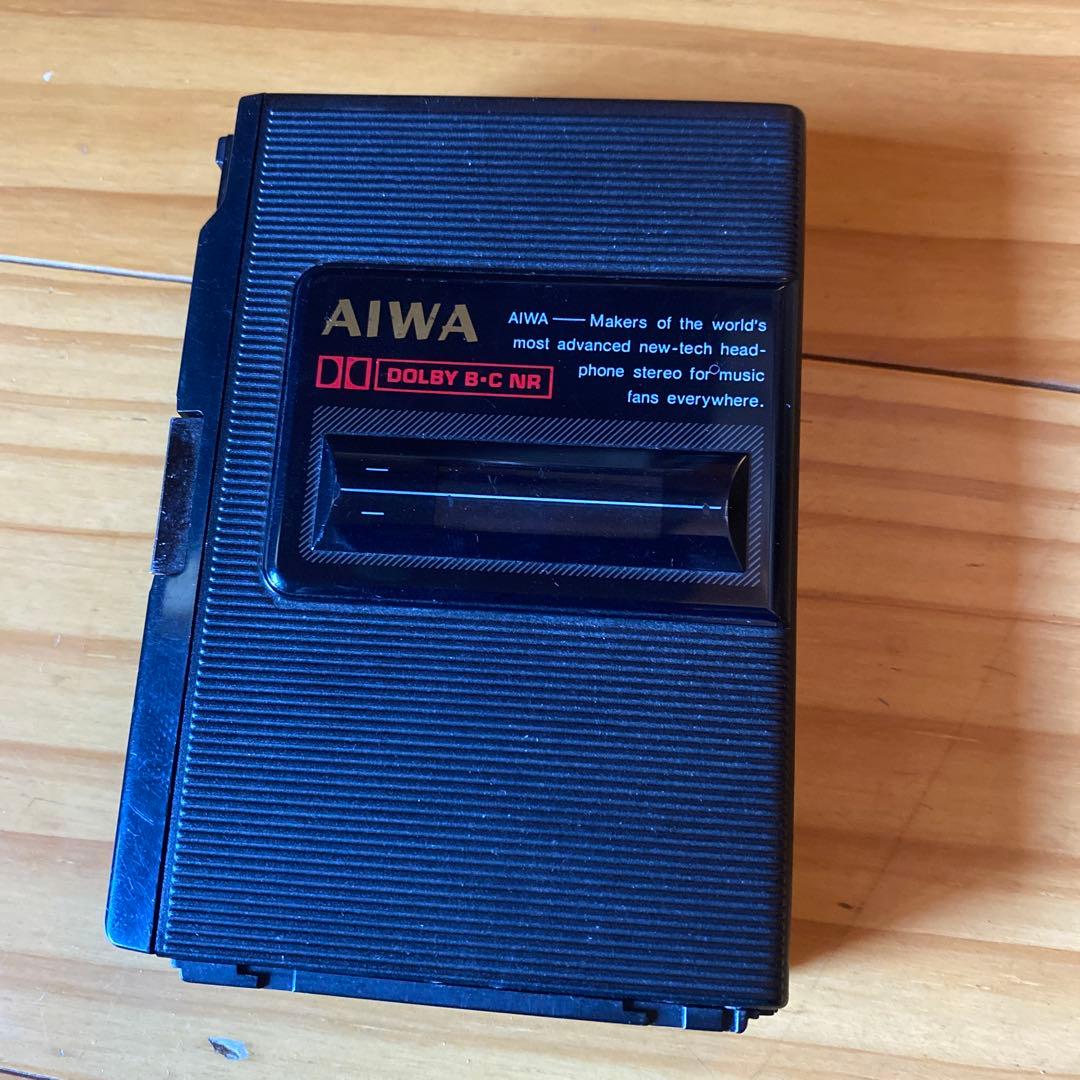 AIWA
DOLBY B·C NR
AIWA — Makers of the world's
most advanced new-tech head-
phone stereo for music
fans everywhere.